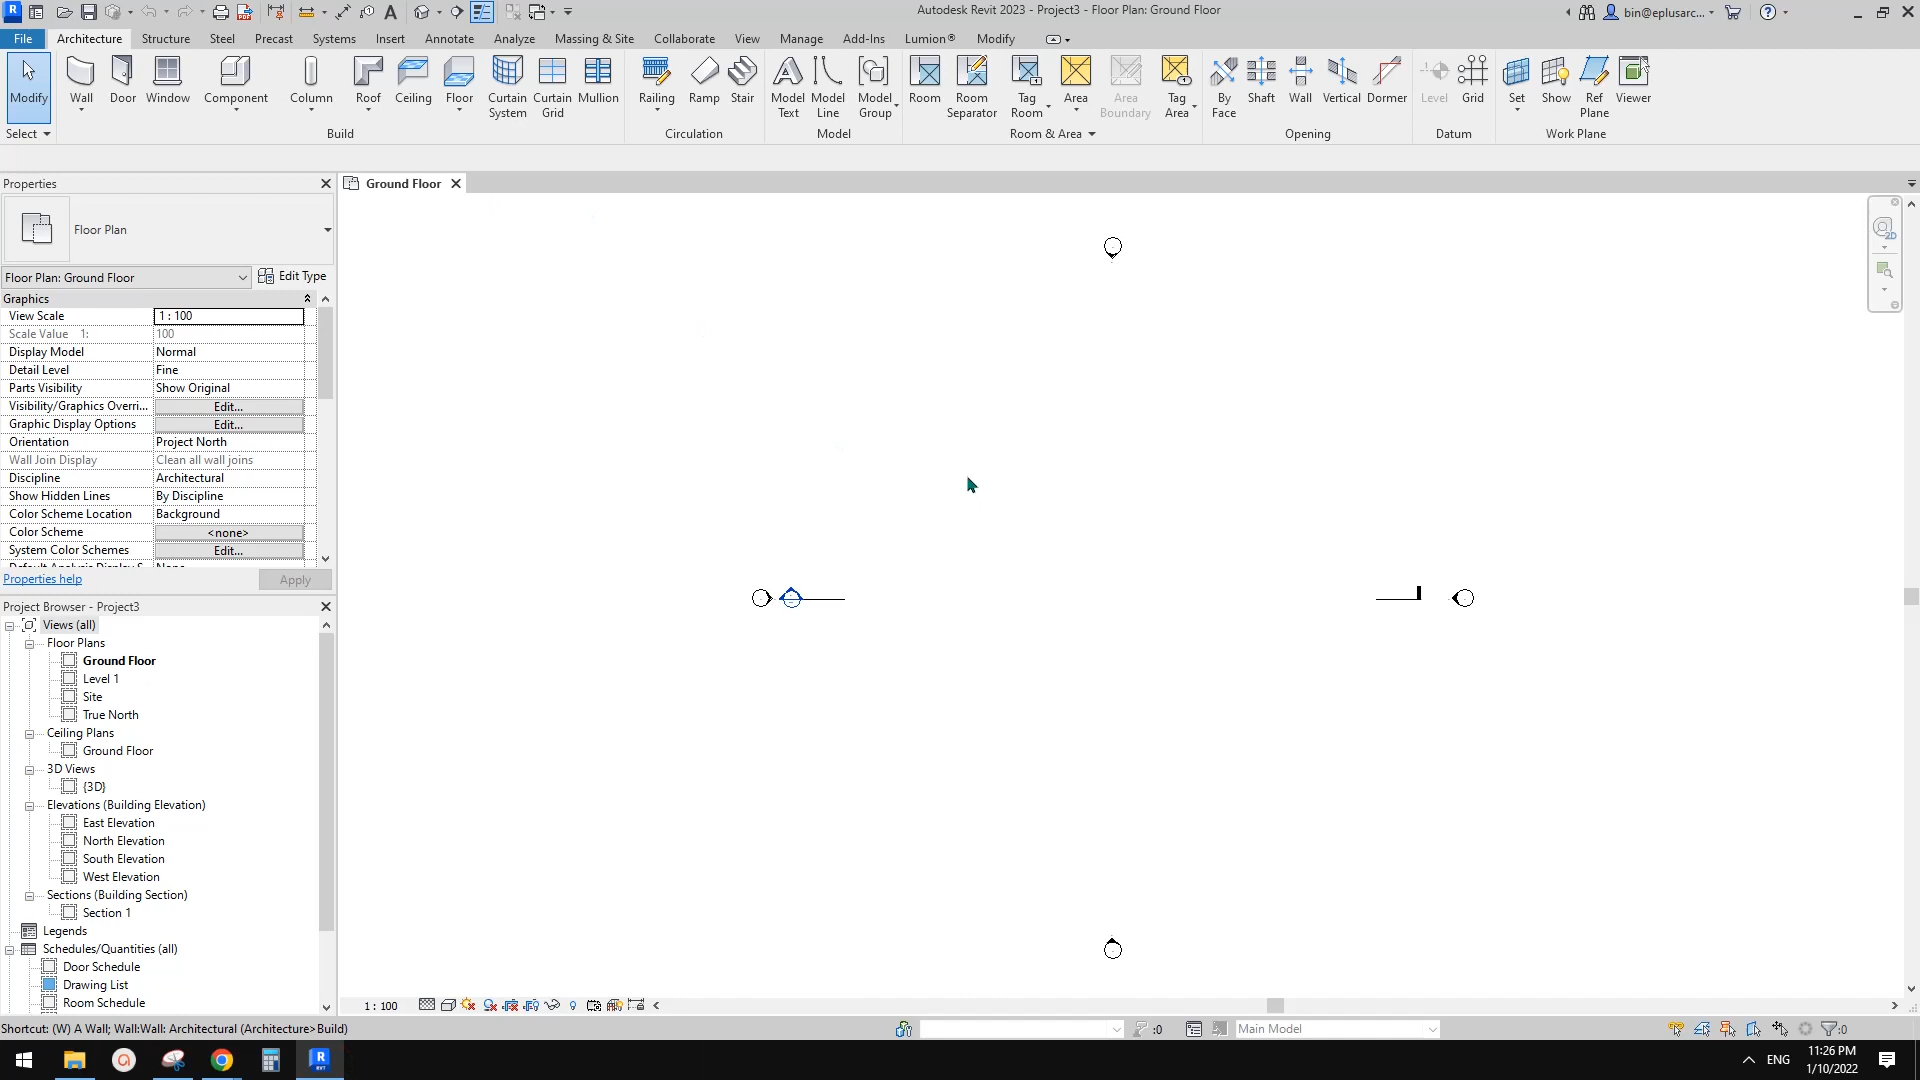 Autodesk Revit 2023 - Project3 - Floor Plan: Ground Floor
bin@eplusarc...
File Architecture Structure Steel Precast Systems Insert Annotate Analyze Massing & Site Collaborate View Manage Add-Ins Lumion® Modify
Modify Wall Door Window Component Column Roof Ceiling Floor Curtain System Curtain Grid Mullion Railing Ramp Stair Model Text Model Line Model Group Room Room Separator Tag Room Area Area Boundary Tag Area By Face Shaft Wall Vertical Dormer Level Grid Set Show Ref Plane Viewer
Select Build Circulation Model Room & Area Opening Datum Work Plane
Properties
Ground Floor
Floor Plan
Floor Plan: Ground Floor Edit Type
Graphics
View Scale 1 : 100
Scale Value 1: 100
Display Model Normal
Detail Level Fine
Parts Visibility Show Original
Visibility/Graphics Overri... Edit...
Graphic Display Options Edit...
Orientation Project North
Wall Join Display Clean all wall joins
Discipline Architectural
Show Hidden Lines By Discipline
Color Scheme Location Background
Color Scheme <none>
System Color Schemes Edit...
Properties help Apply
Project Browser - Project3
Views (all)
Floor Plans
Ground Floor
Level 1
Site
True North
Ceiling Plans
Ground Floor
3D Views
{3D}
Elevations (Building Elevation)
East Elevation
North Elevation
South Elevation
West Elevation
Sections (Building Section)
Section 1
Legends
Schedules/Quantities (all)
Door Schedule
Drawing List
Room Schedule
1 : 100
Shortcut: (W) A Wall; Wall:Wall: Architectural (Architecture>Build)
:0
Main Model
:0
ENG
11:26 PM
1/10/2022